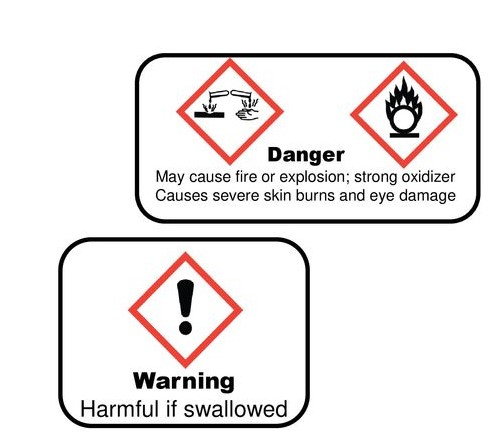 Danger
May cause fire or explosion; strong oxidizer
Causes severe skin burns and eye damage
Warning
Harmful if swallowed